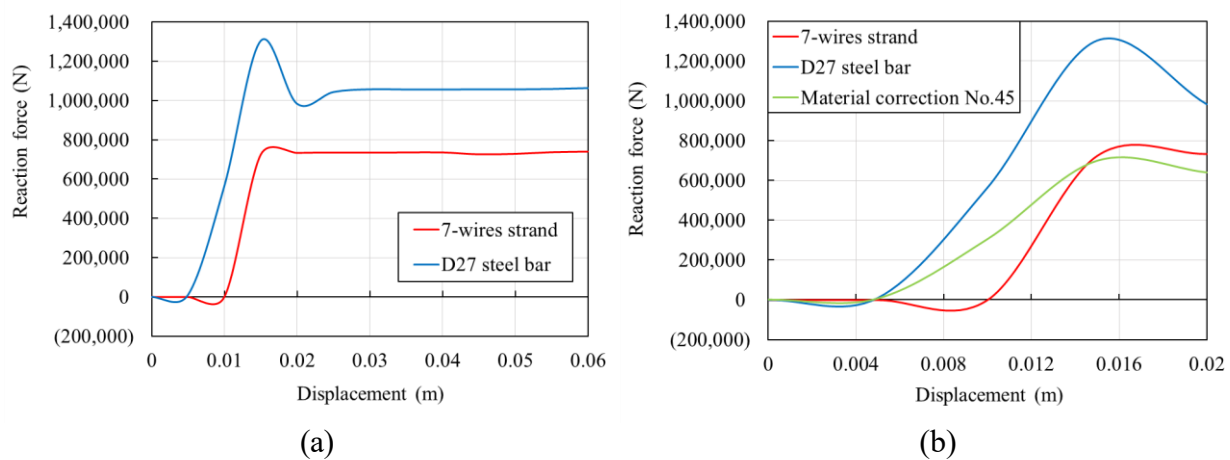 1,400,000
1,200,000
1,000,000
800,000
600,000
400,000
200,000
0
(200,000)
Reaction force (N)
7-wires strand
D27 steel bar
0 0.01 0.02 0.03 0.04 0.05 0.06
Displacement (m)
(a)
1,400,000
1,200,000
1,000,000
800,000
600,000
400,000
200,000
0
(200,000)
Reaction force (N)
7-wires strand
D27 steel bar
Material correction No.45
0 0.004 0.008 0.012 0.016 0.02
Displacement (m)
(b)